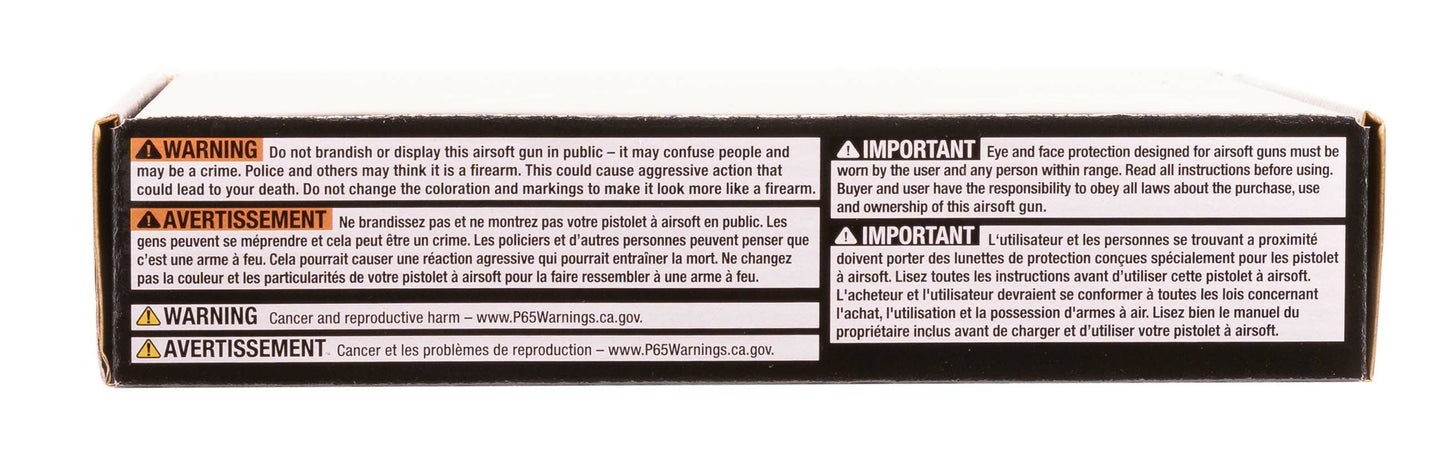 WARNING Do not brandish or display this airsoft gun in public – it may confuse people and
may be a crime. Police and others may think it is a firearm. This could cause aggressive action that
could lead to your death. Do not change the coloration and markings to make it look more like a firearm.
AVERTISSEMENT Ne brandissez pas et ne montrez pas votre pistolet à airsoft en public. Les
gens peuvent se méprendre et cela peut être un crime. Les policiers et d'autres personnes peuvent penser que
c'est une arme à feu. Cela pourrait causer une réaction agressive qui pourrait entraîner la mort. Ne changez
pas la couleur et les particularités de votre pistolet à airsoft pour la faire ressembler à une arme à feu.
WARNING Cancer and reproductive harm – www.P65Warnings.ca.gov.
AVERTISSEMENT Cancer et les problèmes de reproduction – www.P65Warnings.ca.gov.
IMPORTANT Eye and face protection designed for airsoft guns must be
worn by the user and any person within range. Read all instructions before using.
Buyer and user have the responsibility to obey all laws about the purchase, use
and ownership of this airsoft gun.
IMPORTANT L'utilisateur et les personnes se trouvant a proximité
doivent porter des lunettes de protection conçues spécialement pour les pistolet
à airsoft. Lisez toutes les instructions avant d'utiliser cette pistolet à airsoft.
L'acheteur et l'utilisateur devraient se conformer à toutes les lois concernant
l'achat, l'utilisation et la possession d'armes à air. Lisez bien le manuel du
propriétaire inclus avant de charger et d'utiliser votre pistolet à airsoft.